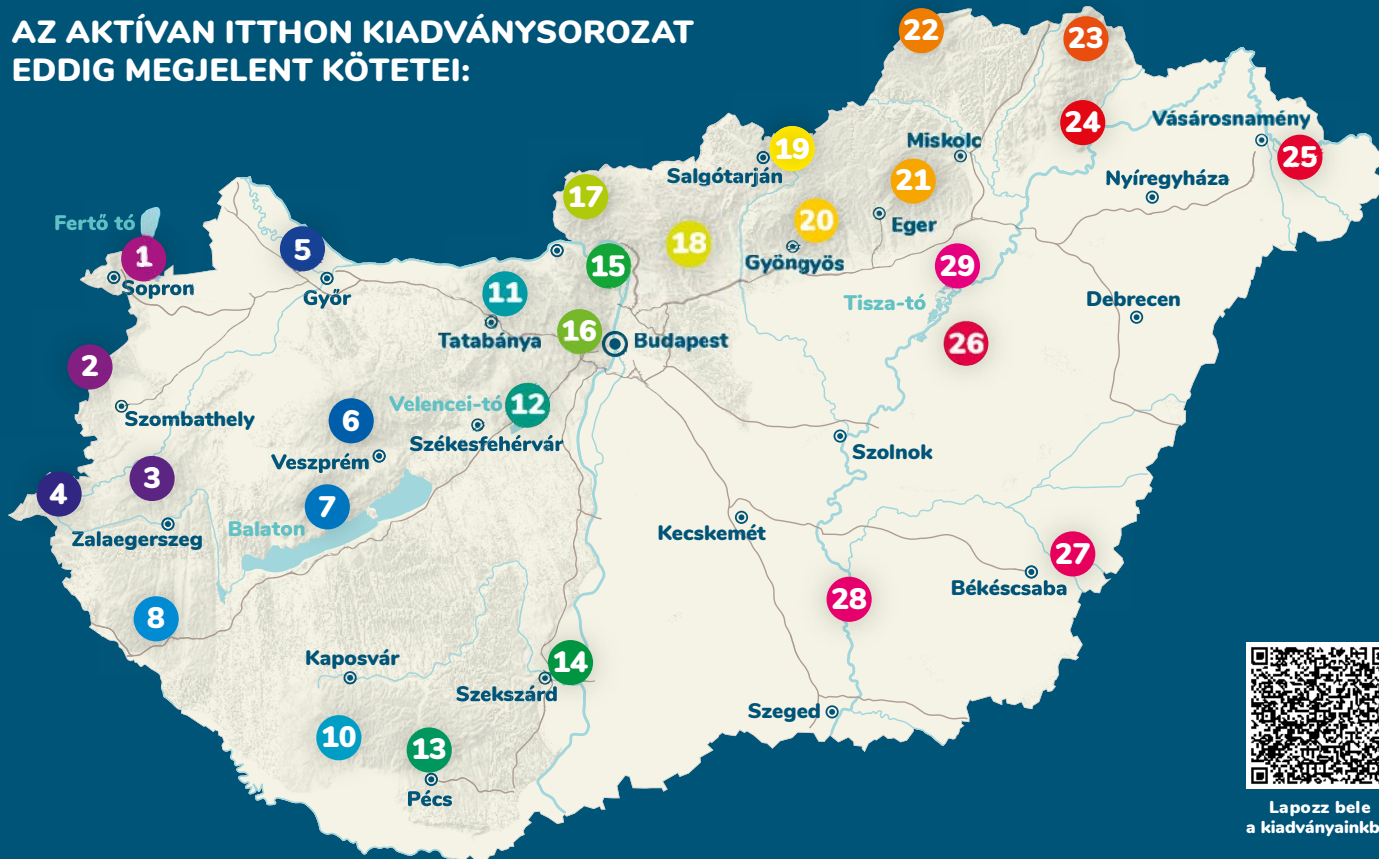 AZ AKTÍVAN ITTHON KIADVÁNYSOROZAT
EDDIG MEGJELENT KÖTETEI:
22
23
24
Vásárosnamény
25
19
Salgótarján
Miskolc
21
Nyíregyháza
17
20
Eger
Fertő tó
1
Sopron
5
Győr
18
Gyöngyös
15
29
Tisza-tó
Debrecen
11
Tatabánya
16
Budapest
26
2
Szombathely
Velencei-tó
12
6
Veszprém
Székesfehérvár
Szolnok
3
4
7
Balaton
Zalaegerszeg
Kecskemét
27
Békéscsaba
28
8
Kaposvár
14
Szekszárd
Szeged
10
13
Pécs
Lapozz bele
a kiadványainkb